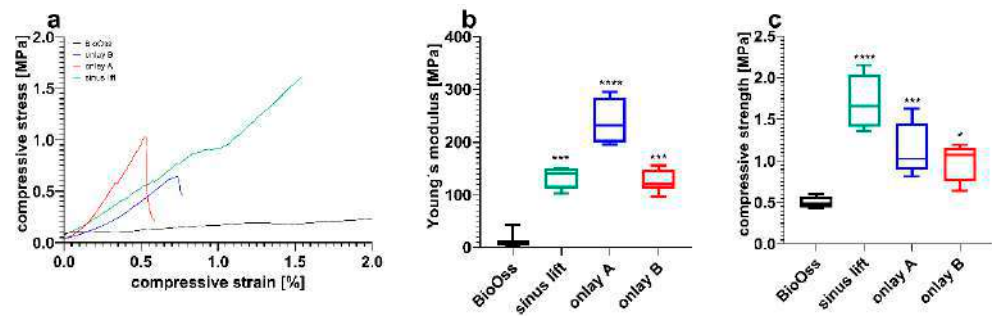 a
compressive stress [MPa]
2.0
1.5
1.0
0.5
0.0
BioOss
onlay B
onlay A
sinus lift
0.0 0.5 1.0 1.5 2.0
compressive strain [%]
b
Young´s modulus [MPa]
400
300
200
100
0
***
****
***
BioOss
sinus lift
onlay A
onlay B
c
compressive strength [MPa]
2.5
2.0
1.5
1.0
0.5
0.0
****
***
*
BioOss
sinus lift
onlay A
onlay B